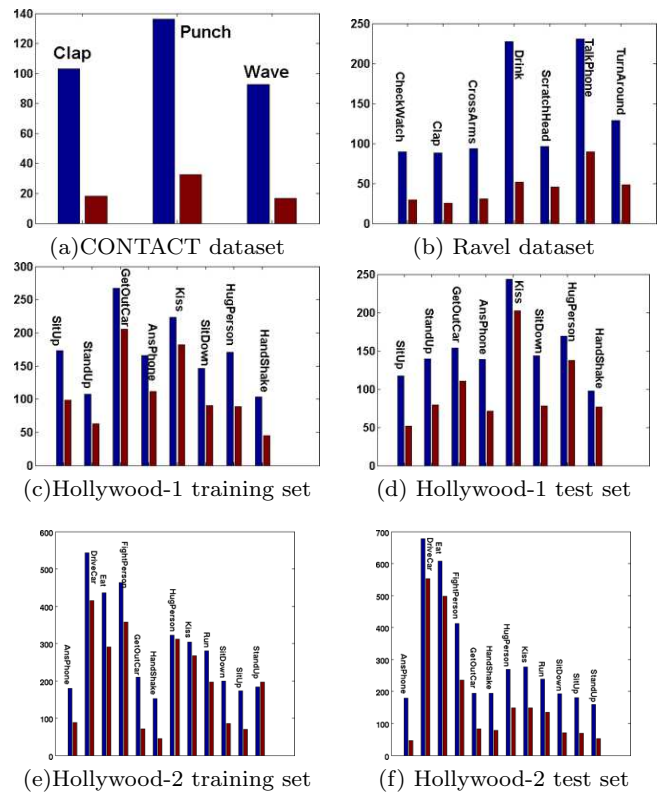 140
120
100
80
60
40
20
0
Clap
Punch
Wave
(a)CONTACT dataset
250
200
150
100
50
0
CheckWatch
Clap
CrossArms
Drink
ScratchHead
TalkPhone
TurnAround
(b) Ravel dataset
300
250
200
150
100
50
0
SitUp
StandUp
GetOutCar
AnsPhone
Kiss
SitDown
HugPerson
HandShake
(c)Hollywood-1 training set
250
200
150
100
50
0
SitUp
StandUp
GetOutCar
AnsPhone
Kiss
SitDown
HugPerson
HandShake
(d) Hollywood-1 test set
600
500
400
300
200
100
0
AnsPhone
DriveCar
Eat
FightPerson
GetOutCar
HandShake
HugPerson
Kiss
Run
SitDown
SitUp
StandUp
(e)Hollywood-2 training set
700
600
500
400
300
200
100
0
AnsPhone
DriveCar
Eat
FightPerson
GetOutCar
HandShake
HugPerson
Kiss
Run
SitDown
SitUp
StandUp
(f) Hollywood-2 test set